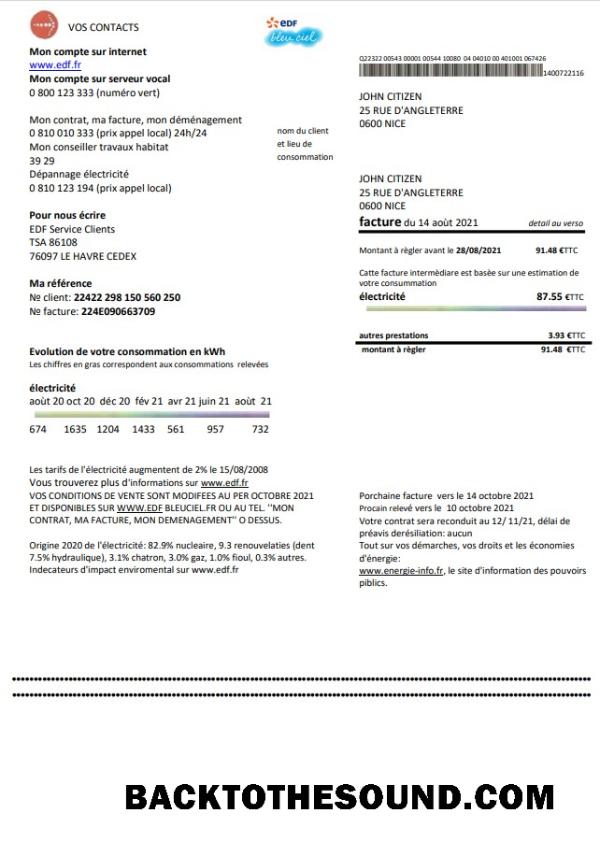 VOS CONTACTS
Mon compte sur internet
www.edf.fr
Mon compte sur serveur vocal
0 800 123 333 (numéro vert)
Mon contrat, ma facture, mon déménagement
0 810 010 333 (prix appel local) 24h/24
Mon conseiller travaux habitat
39 29
Dépannage électricité
0 810 123 194 (prix appel local)
Pour nous écrire
EDF Service Clients
TSA 86108
76097 LE HAVRE CEDEX
Ma référence
№ client: 22422 298 150 560 250
№ facture: 224E090663709
Evolution de votre consommation en kWh
Les chiffres en gras correspondent aux consommations relevées
électricité
août 20 oct 20 déc 20 fév 21 avr 21 juin 21 août 21
674 1635 1204 1433 561 957 732
Les tarifs de l'électricité augmentent de 2% le 15/08/2008
Vous trouverez plus d'informations sur www.edf.fr
VOS CONDITIONS DE VENTE SONT MODIFEES AU PER OCTOBRE 2021
ET DISPONIBLES SUR WWW.EDF BLEUCIEL.FR OU AU TEL. ''MON
CONTRAT, MA FACTURE, MON DEMENAGEMENT" O DESSUS.
Origine 2020 de l'électricité: 82.9% nucleaire, 9.3 renouvelaties (dent
7.5% hydraulique), 3.1% chatron, 3.0% gaz, 1.0% fioul, 0.3% autres.
Indecateurs d'impact enviromental sur www.edf.fr
edf
bleu ciel
nom du client
et lieu de
consommation
Q22322 00543 00001 00544 10080 04 04010 00 401001 067426
1400722116
JOHN CITIZEN
25 RUE D'ANGLETERRE
0600 NICE
JOHN CITIZEN
25 RUE D'ANGLETERRE
0600 NICE
facture du 14 août 2021 detail au verso
Montant à règler avant le 28/08/2021 91.48 €TTC
Catte facture intermèdiaire est basèe sur une estimation de
votre consummation
électricité 87.55 €TTC
autres prestations 3.93 €TTC
montant à règler 91.48 €TTC
Porchaine facture vers le 14 octobre 2021
Procain relevé vers le 10 octobre 2021
Votre contrat sera reconduit au 12/ 11/21, délai de
préavis derésiliation: aucun
Tout sur vos démarches, vos droits et les économies
d'énergie:
www.energie-info.fr, le site d'information des pouvoirs
piblics.
BACKTOTHESOUND.COM